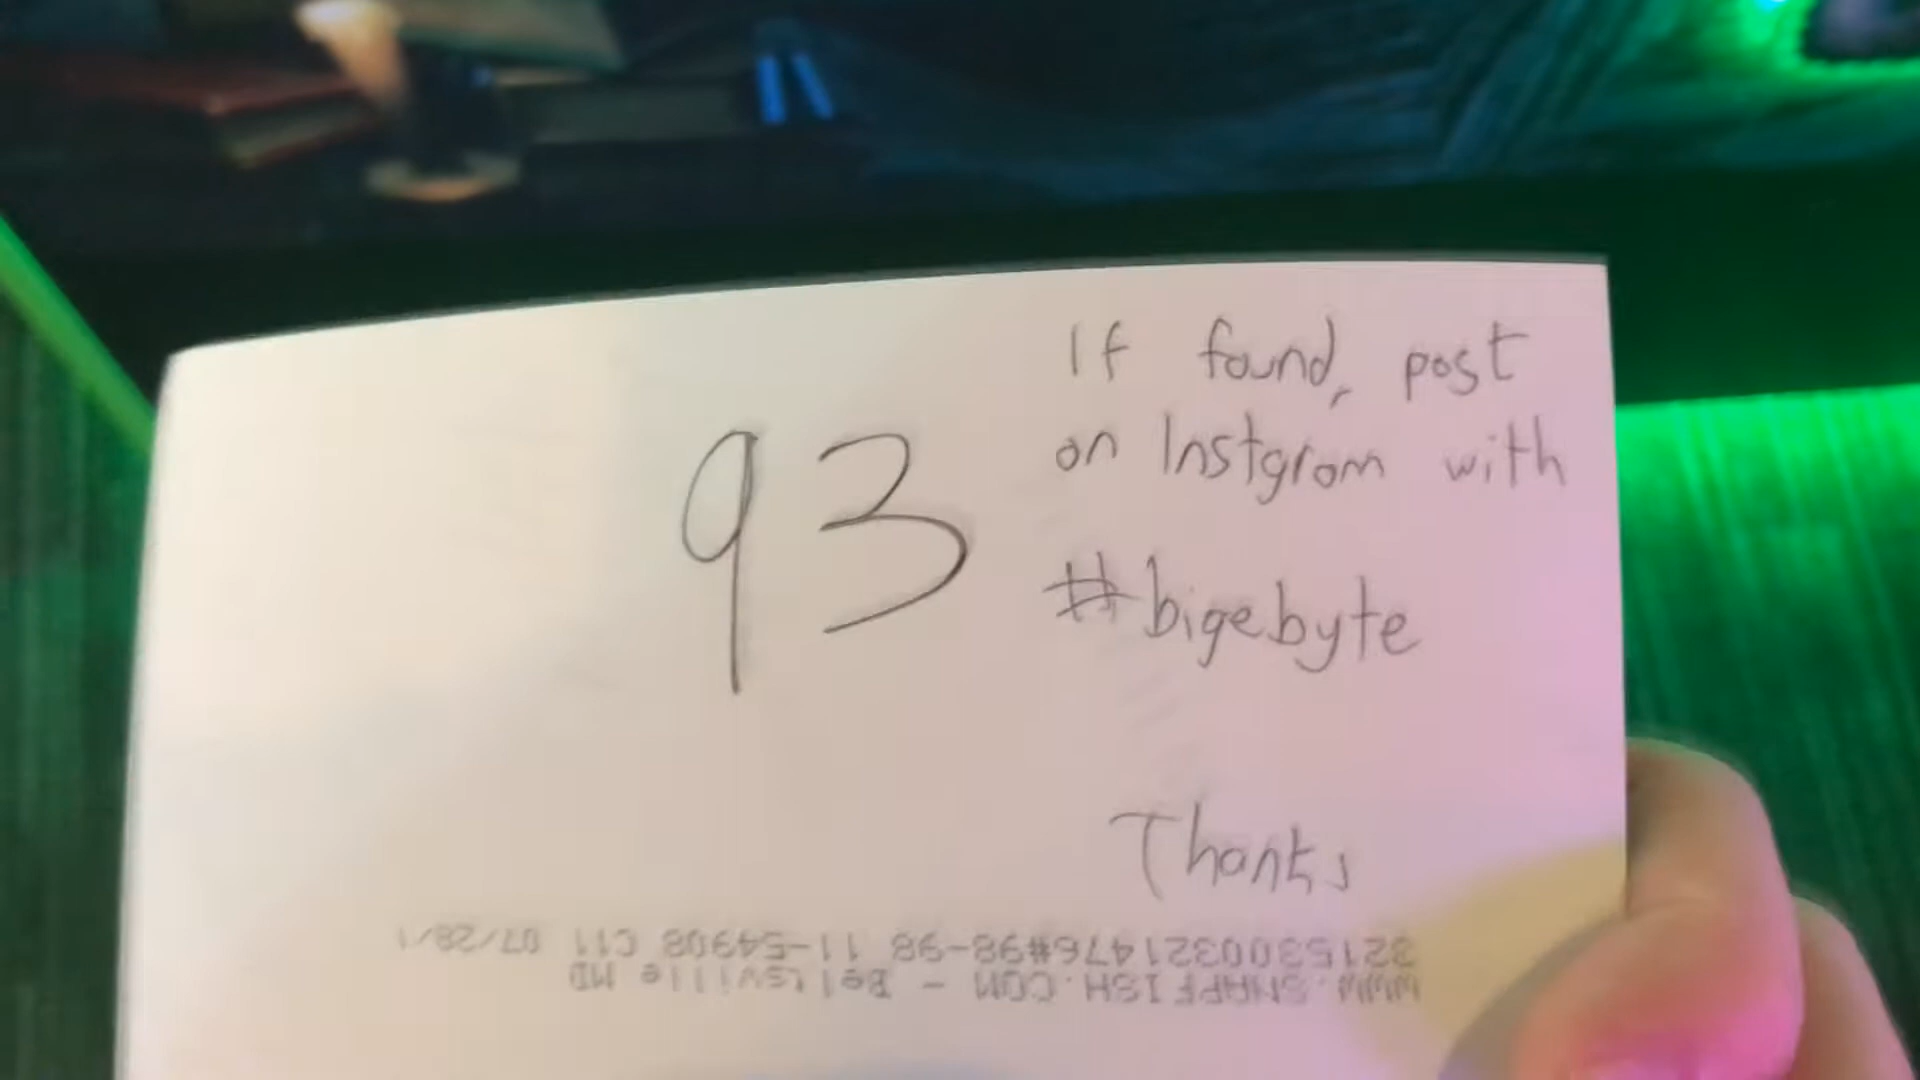 93
If found, post
on Instgram with
#bigebyte
Thanks
WWW.SNAPFISH.COM - Beltsville MD
3215300321476#98-98 11-54908 C11 07/28/1